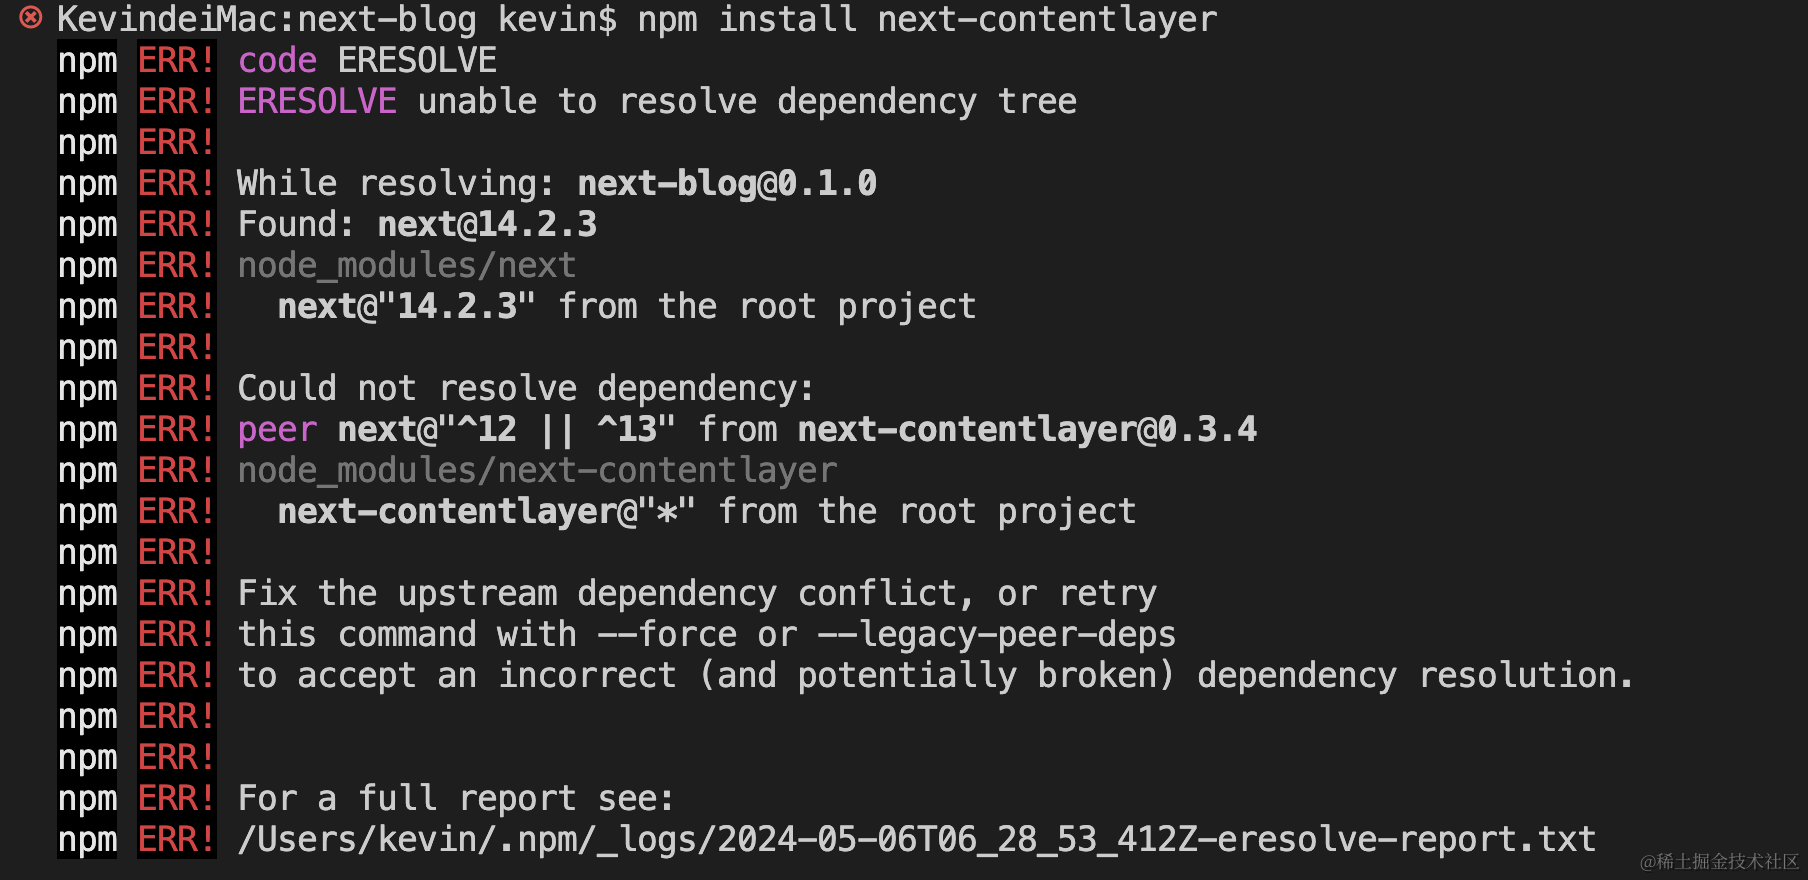 KevindeiMac:next-blog kevin$ npm install next-contentlayer
npm ERR! code ERESOLVE
npm ERR! ERESOLVE unable to resolve dependency tree
npm ERR!
npm ERR! While resolving: next-blog@0.1.0
npm ERR! Found: next@14.2.3
npm ERR! node_modules/next
npm ERR!   next@"14.2.3" from the root project
npm ERR!
npm ERR! Could not resolve dependency:
npm ERR! peer next@"^12 || ^13" from next-contentlayer@0.3.4
npm ERR! node_modules/next-contentlayer
npm ERR!   next-contentlayer@"*" from the root project
npm ERR!
npm ERR! Fix the upstream dependency conflict, or retry
npm ERR! this command with --force or --legacy-peer-deps
npm ERR! to accept an incorrect (and potentially broken) dependency resolution.
npm ERR!
npm ERR!
npm ERR! For a full report see:
npm ERR! /Users/kevin/.npm/_logs/2024-05-06T06_28_53_412Z-eresolve-report.txt
@稀土掘金技术社区